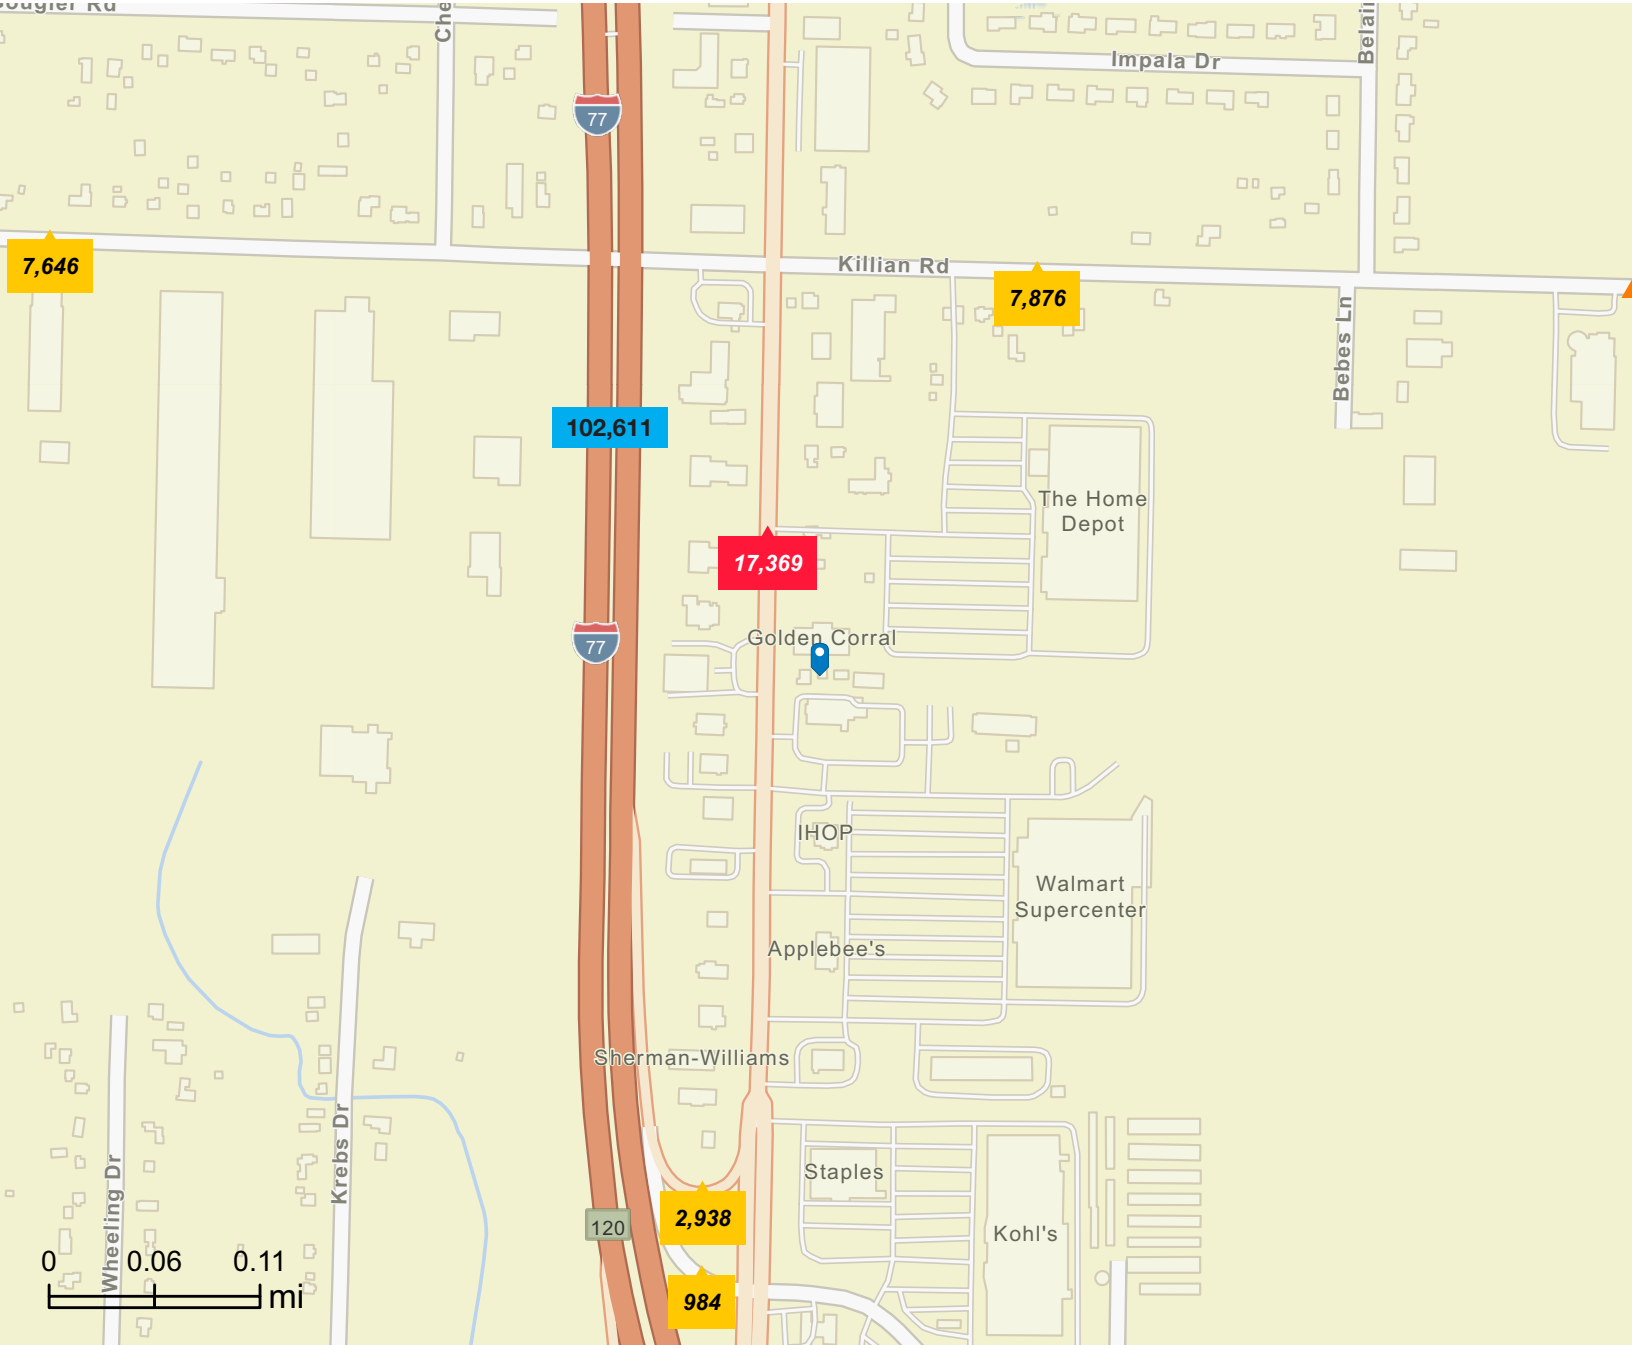 Impala Dr
77
Killian Rd
7,646
7,876
Bebes Ln
102,611
The Home
Depot
17,369
Golden Corral
77
IHOP
Walmart
Supercenter
Applebee's
Sherman-Williams
Krebs Dr
Wheeling Dr
Staples
2,938
120
Kohl's
0 0.06 0.11
mi
984